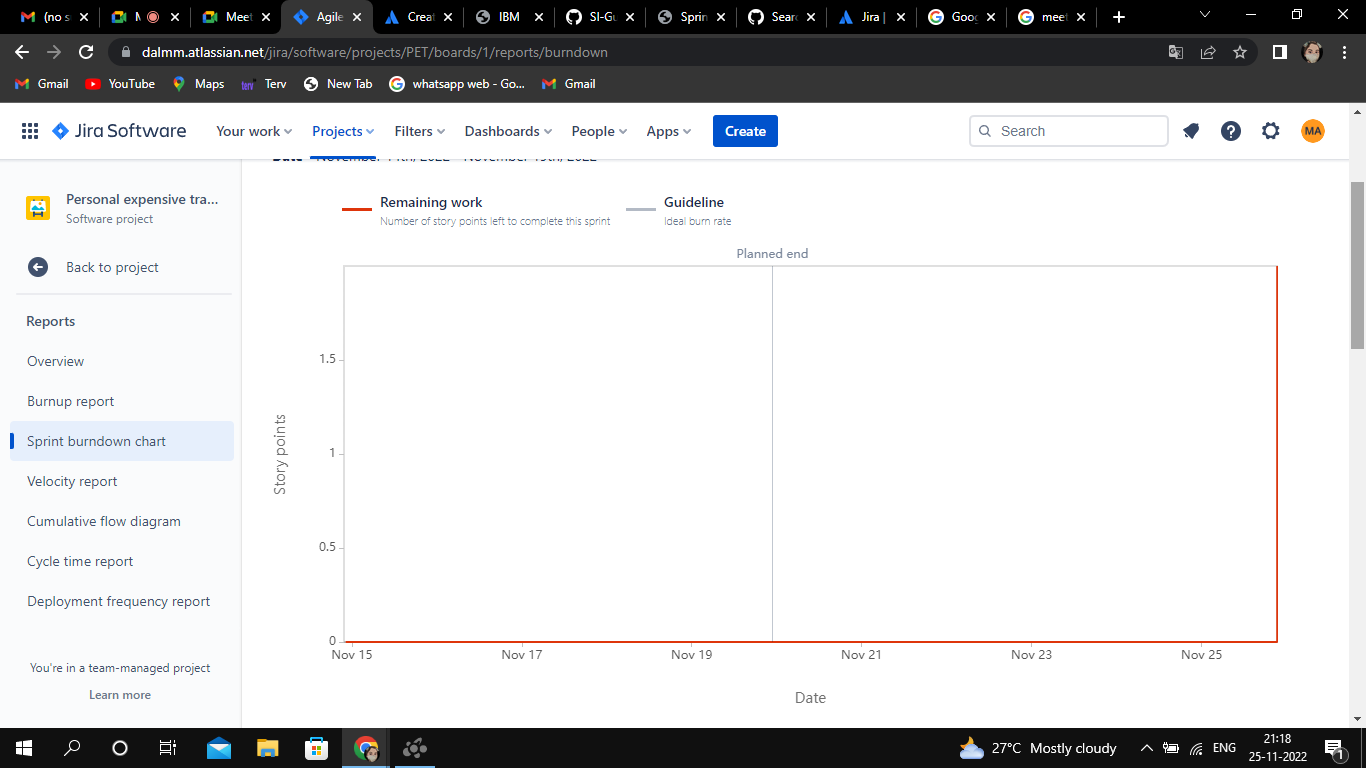 (no s
M
Meet
Agile
Creat
IBM
SI-Gu
Sprin
Searc
Jira |
Goog
meet
dalmm.atlassian.net/jira/software/projects/PET/boards/1/reports/burndown
Gmail YouTube Maps Terv New Tab whatsapp web - Go... Gmail
Jira Software Your work Projects Filters Dashboards People Apps Create Search MA
Personal expensive tra...
Software project
Back to project
Reports
Overview
Burnup report
Sprint burndown chart
Velocity report
Cumulative flow diagram
Cycle time report
Deployment frequency report
You're in a team-managed project
Learn more
Remaining work
Number of story points left to complete this sprint
Guideline
Ideal burn rate
Planned end
1.5
1
0.5
0
Story points
Nov 15 Nov 17 Nov 19 Nov 21 Nov 23 Nov 25
Date
27°C Mostly cloudy
ENG
21:18
25-11-2022
1